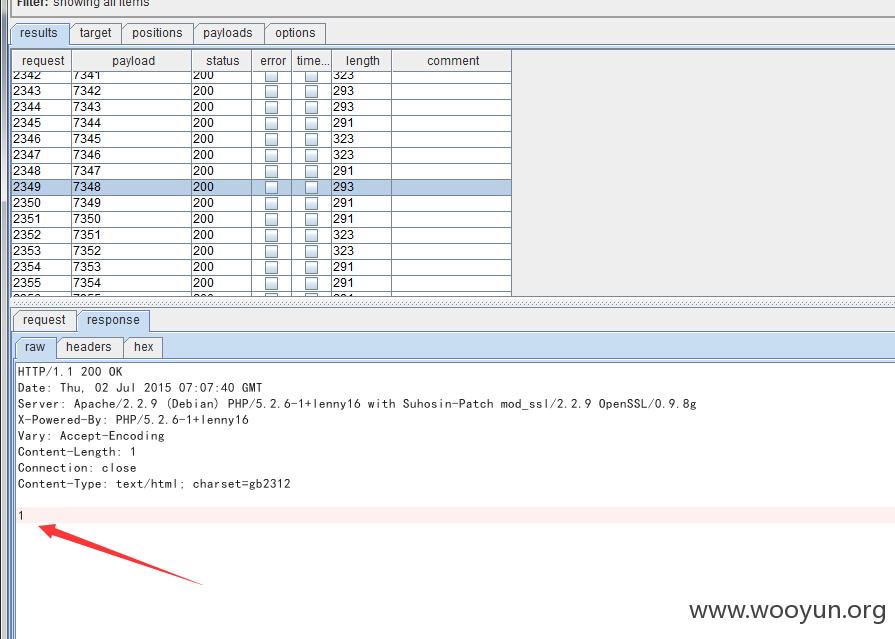 Filter: showing all items
results target positions payloads options
request payload status error time... length comment
2342 7341 200 323
2343 7342 200 293
2344 7343 200 293
2345 7344 200 291
2346 7345 200 323
2347 7346 200 323
2348 7347 200 291
2349 7348 200 293
2350 7349 200 291
2351 7350 200 291
2352 7351 200 323
2353 7352 200 323
2354 7353 200 291
2355 7354 200 291
request response
raw headers hex
HTTP/1.1 200 OK
Date: Thu, 02 Jul 2015 07:07:40 GMT
Server: Apache/2.2.9 (Debian) PHP/5.2.6-1+lenny16 with Suhosin-Patch mod_ssl/2.2.9 OpenSSL/0.9.8g
X-Powered-By: PHP/5.2.6-1+lenny16
Vary: Accept-Encoding
Content-Length: 1
Connection: close
Content-Type: text/html; charset=gb2312
1
www.wooyun.org